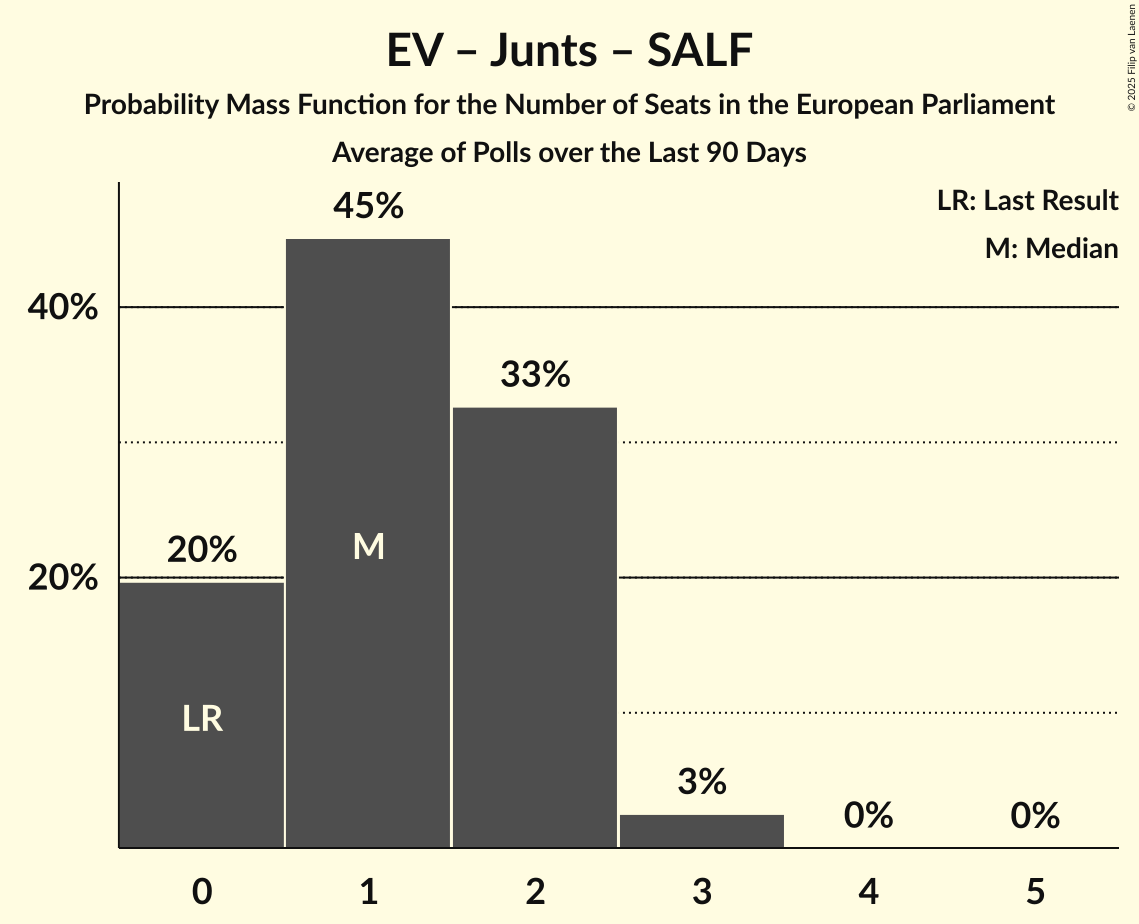 EV – Junts – SALF
Probability Mass Function for the Number of Seats in the European Parliament
Average of Polls over the Last 90 Days
© 2025 Filip van Laenen
LR: Last Result
M: Median
45%
40%
33%
20%
20%
M
LR
3%
0%
0%
0 1 2 3 4 5